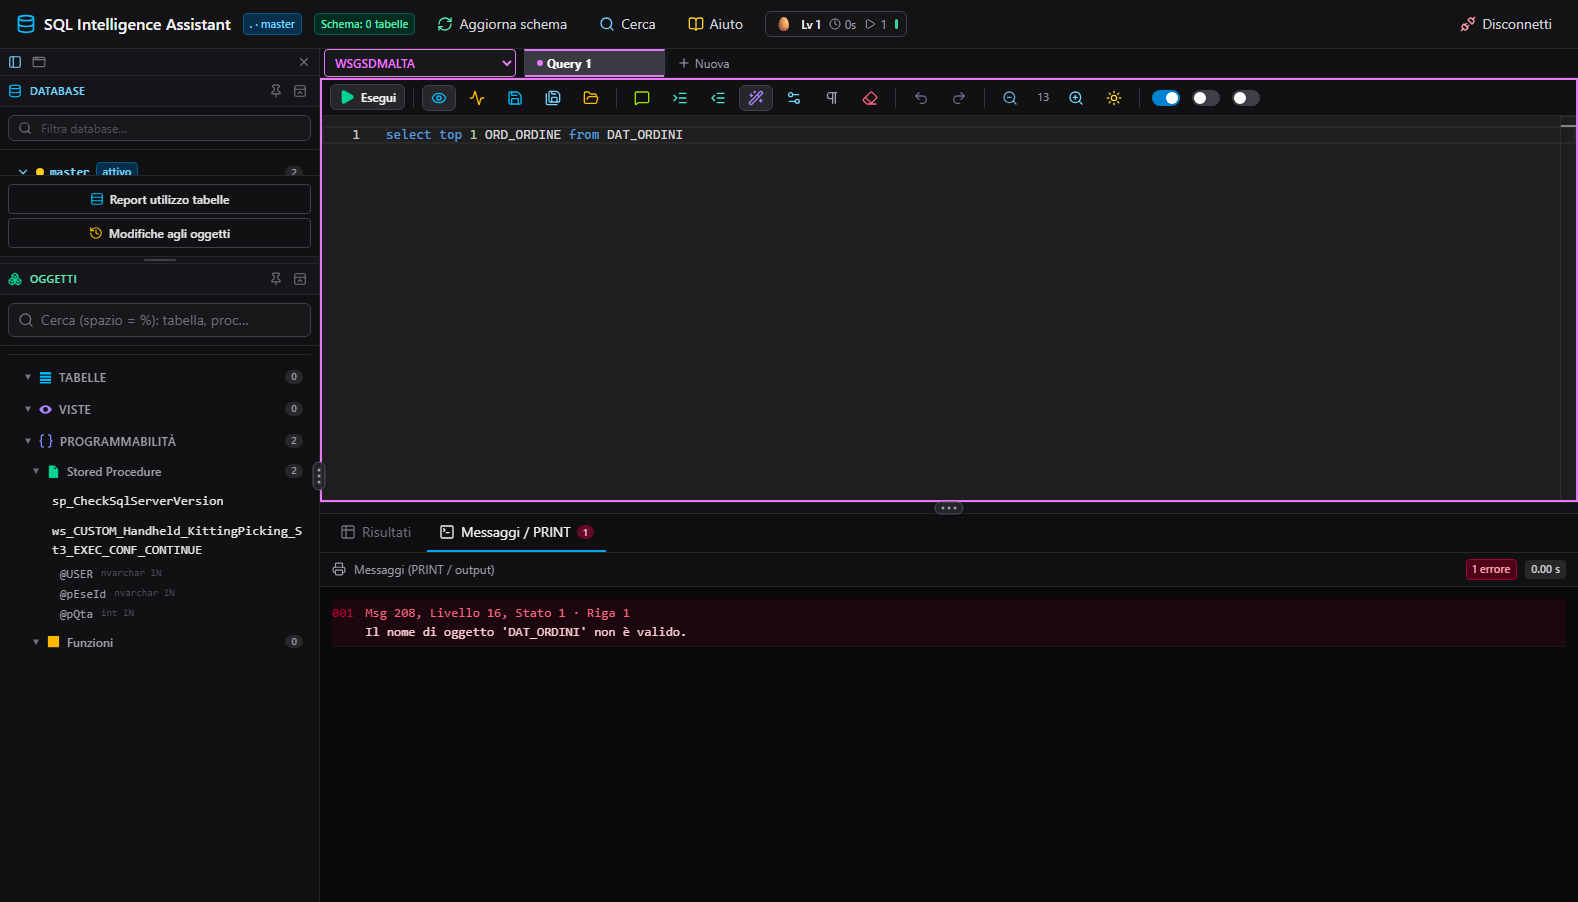 SQL Intelligence Assistant
. · master
Schema: 0 tabelle
Aggiorna schema
Cerca
Aiuto
Lv 1
0s
1
Disconnetti
WSGSDMALTA
Query 1
Nuova
DATABASE
Esegui
13
Filtra database...
1 select top 1 ORD_ORDINE from DAT_ORDINI
master attivo 2
Report utilizzo tabelle
Modifiche agli oggetti
OGGETTI
Cerca (spazio = %): tabella, proc...
TABELLE 0
VISTE 0
PROGRAMMABILITÀ 2
Stored Procedure 2
sp_CheckSqlServerVersion
ws_CUSTOM_Handheld_KittingPicking_S
t3_EXEC_CONF_CONTINUE
@USER nvarchar IN
@pEseId nvarchar IN
@pQta int IN
Funzioni 0
Risultati
Messaggi / PRINT 1
Messaggi (PRINT / output)
1 errore
0.00 s
001 Msg 208, Livello 16, Stato 1 · Riga 1
Il nome di oggetto 'DAT_ORDINI' non è valido.